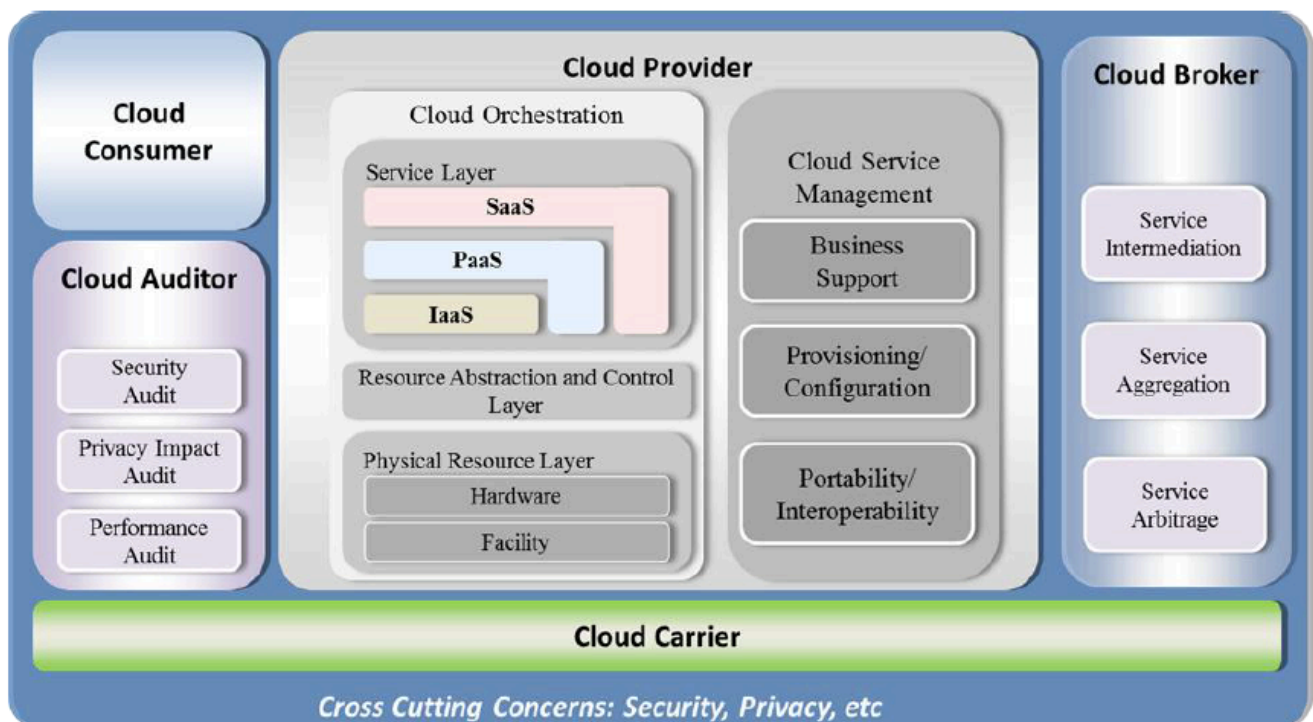 Cloud
Consumer
Cloud Auditor
Security
Audit
Privacy Impact
Audit
Performance
Audit
Cloud Provider
Cloud Orchestration
Service Layer
SaaS
PaaS
IaaS
Resource Abstraction and Control
Layer
Physical Resource Layer
Hardware
Facility
Cloud Service
Management
Business
Support
Provisioning/
Configuration
Portability/
Interoperability
Cloud Broker
Service
Intermediation
Service
Aggregation
Service
Arbitrage
Cloud Carrier
Cross Cutting Concerns: Security, Privacy, etc